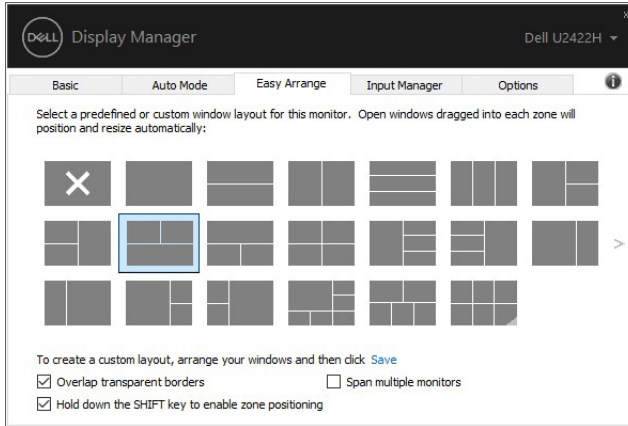 DELL Display Manager
Dell U2422H
Basic
Auto Mode
Easy Arrange
Input Manager
Options
Select a predefined or custom window layout for this monitor. Open windows dragged into each zone will
position and resize automatically:
To create a custom layout, arrange your windows and then click Save
Overlap transparent borders
Span multiple monitors
Hold down the SHIFT key to enable zone positioning